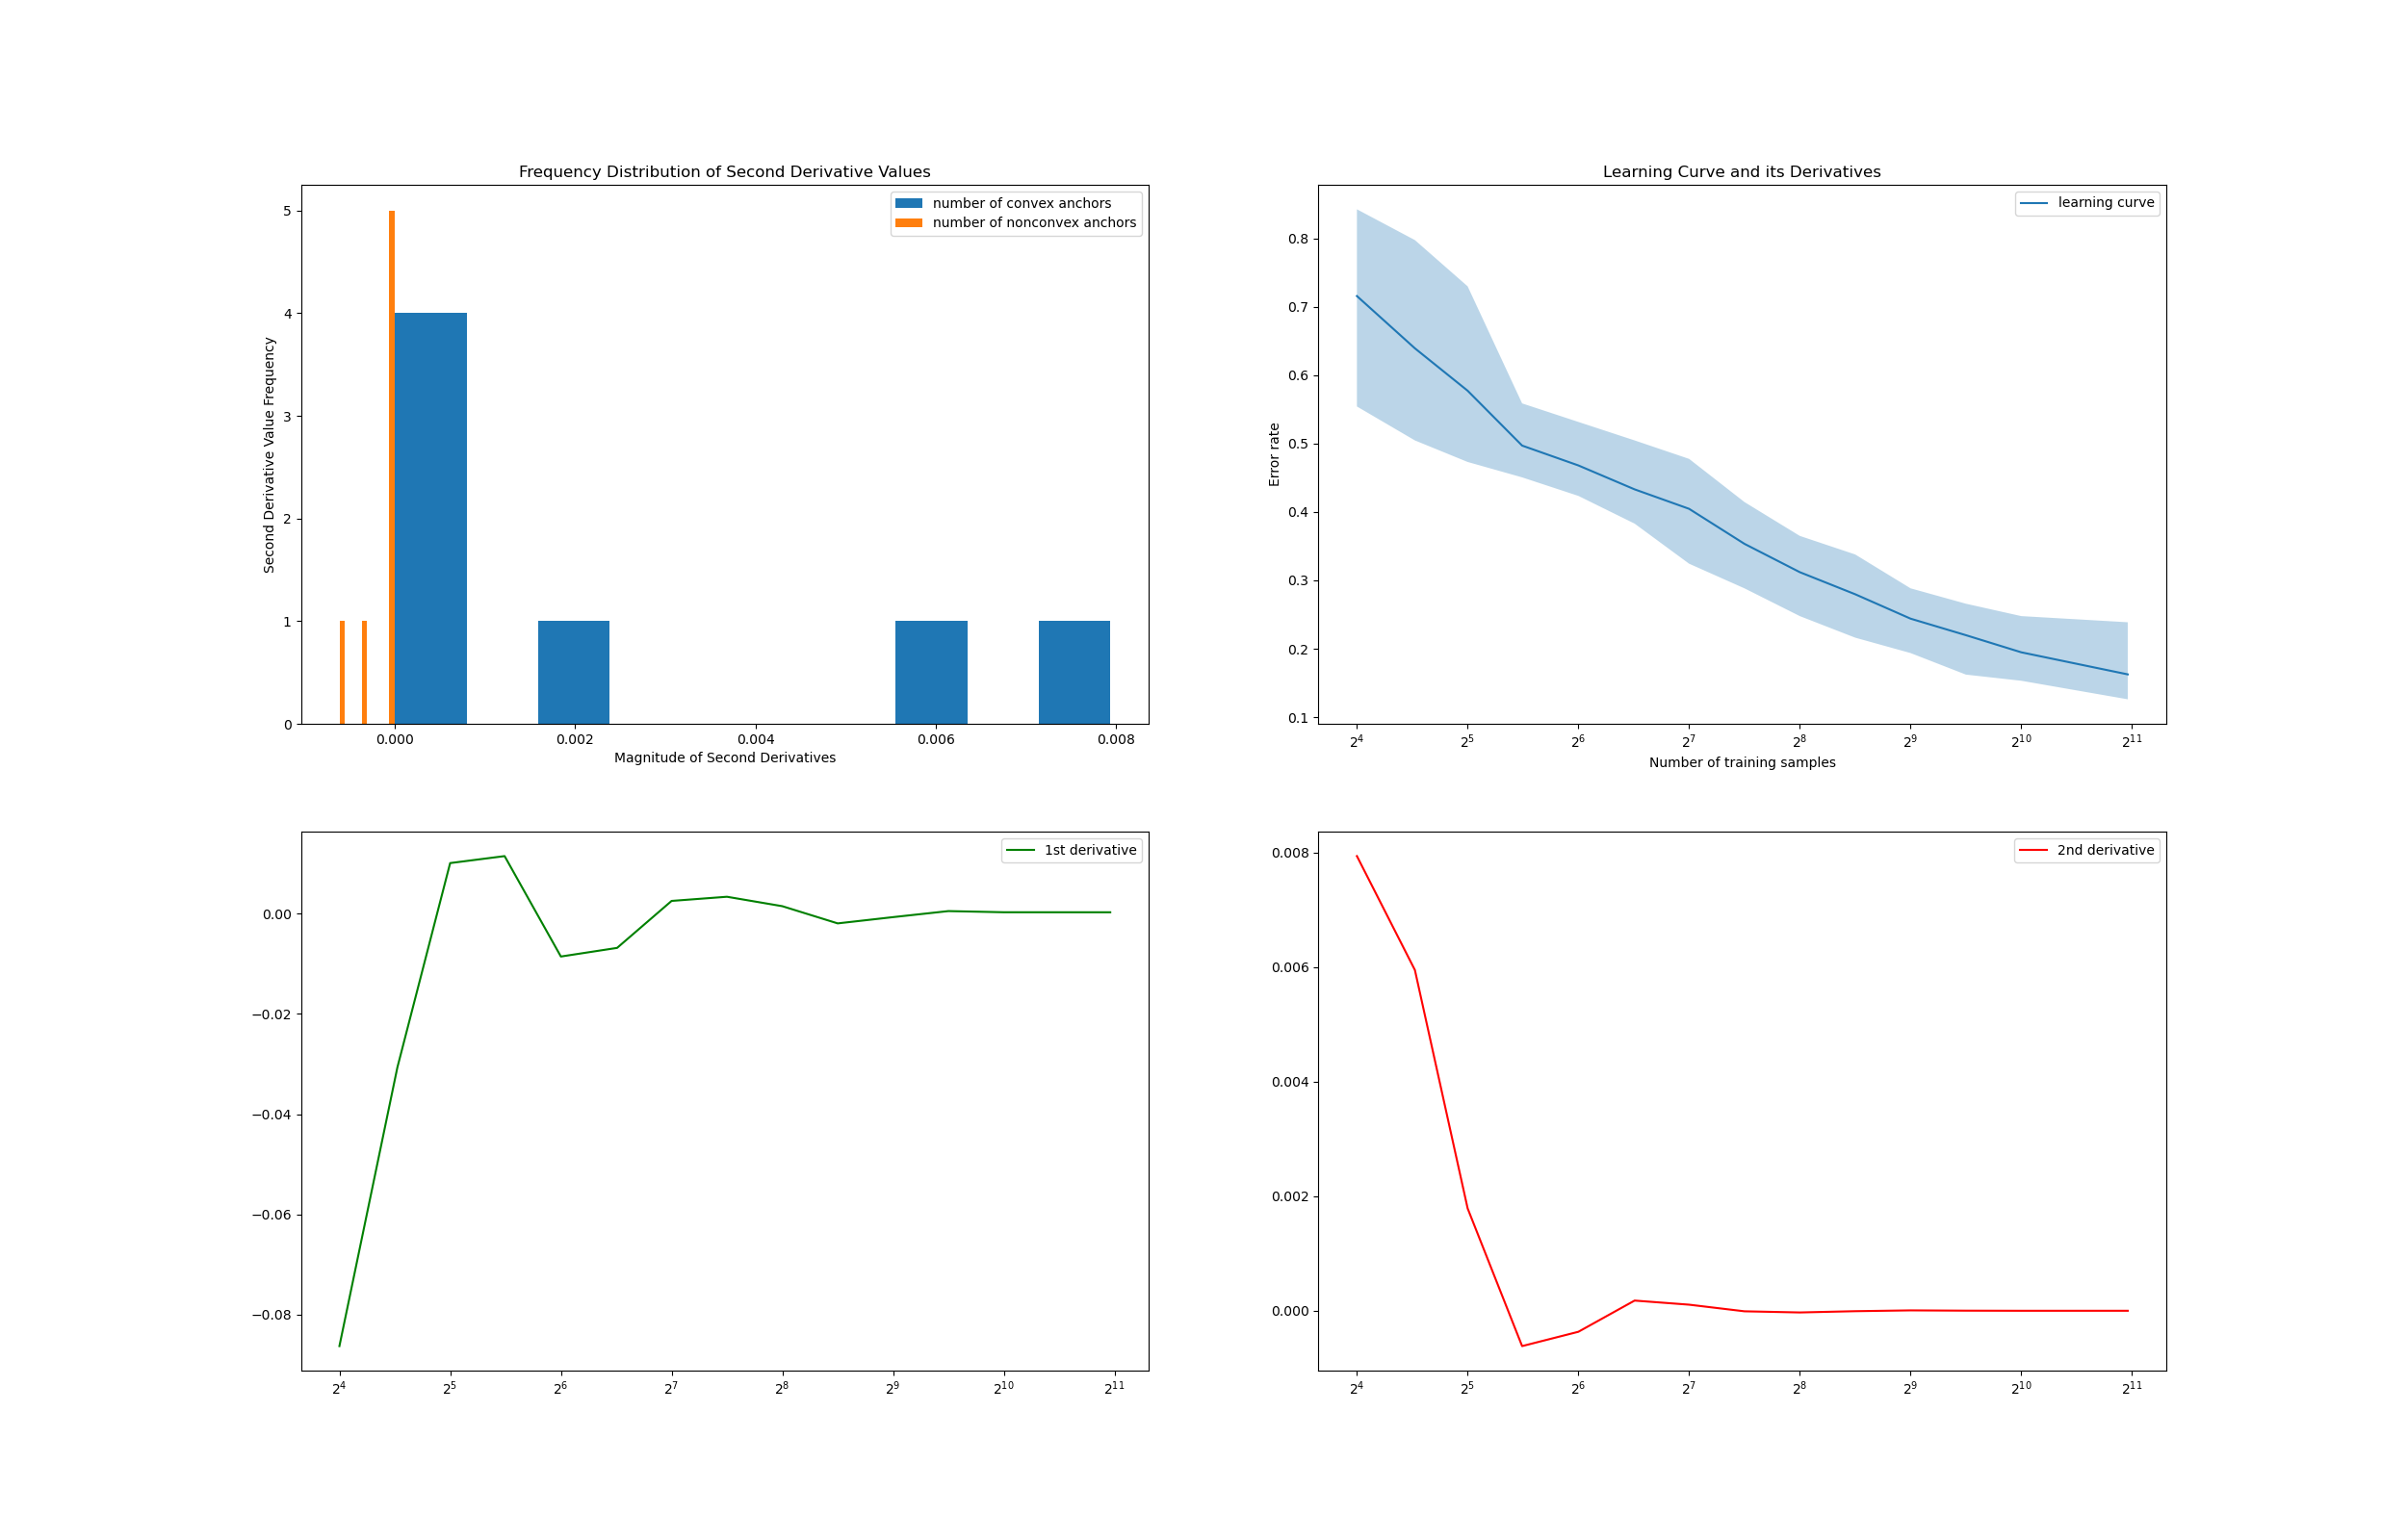 Frequency Distribution of Second Derivative Values
number of convex anchors
number of nonconvex anchors
Second Derivative Value Frequency
5
4
3
2
1
0
0.000 0.002 0.004 0.006 0.008
Magnitude of Second Derivatives
Learning Curve and its Derivatives
learning curve
Error rate
0.8
0.7
0.6
0.5
0.4
0.3
0.2
0.1
2⁴ 2⁵ 2⁶ 2⁷ 2⁸ 2⁹ 2¹⁰ 2¹¹
Number of training samples
1st derivative
0.00
−0.02
−0.04
−0.06
−0.08
2⁴ 2⁵ 2⁶ 2⁷ 2⁸ 2⁹ 2¹⁰ 2¹¹
2nd derivative
0.008
0.006
0.004
0.002
0.000
2⁴ 2⁵ 2⁶ 2⁷ 2⁸ 2⁹ 2¹⁰ 2¹¹